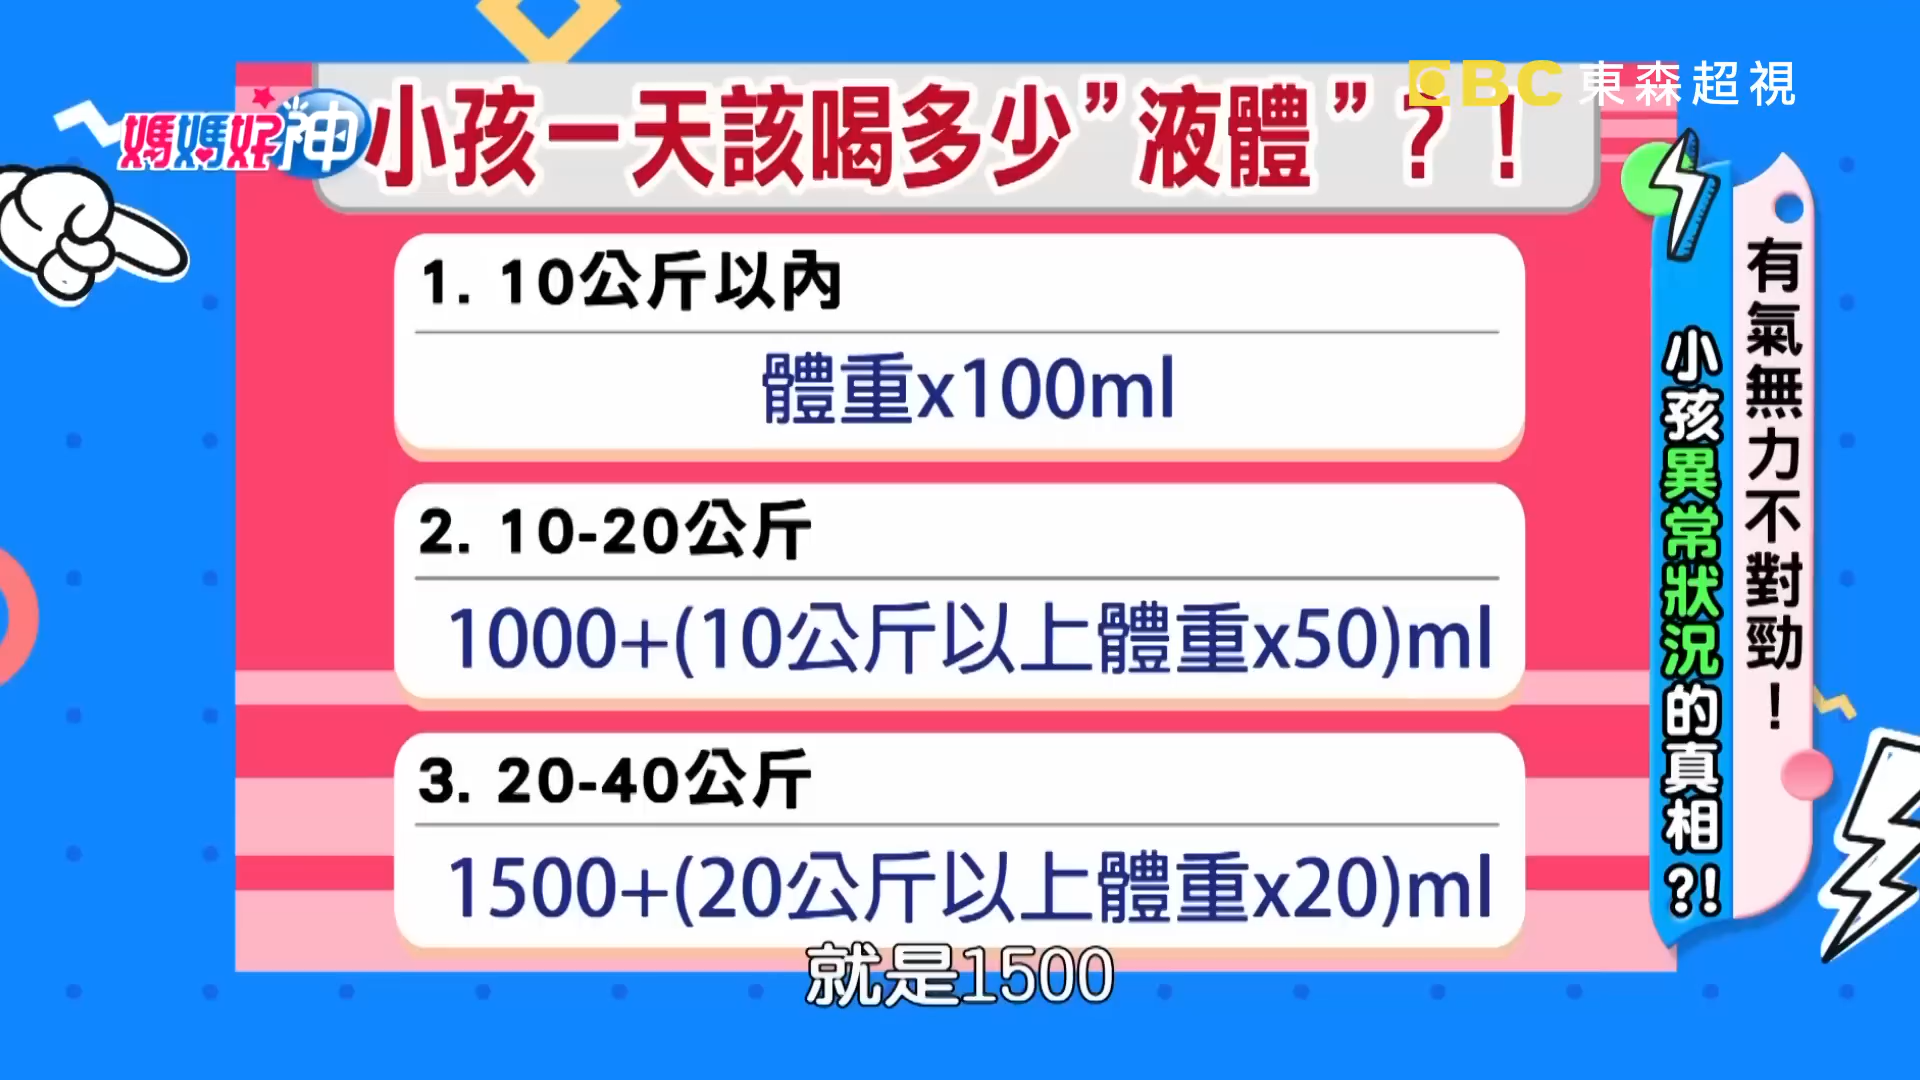 EBC 東森超視
媽媽好神
小孩一天該喝多少”液體”?!
1. 10公斤以內
體重x100ml
2. 10-20公斤
1000+(10公斤以上體重x50)ml
3. 20-40公斤
1500+(20公斤以上體重x20)ml
有氣無力不對勁!
小孩異常狀況的真相?!
就是1500